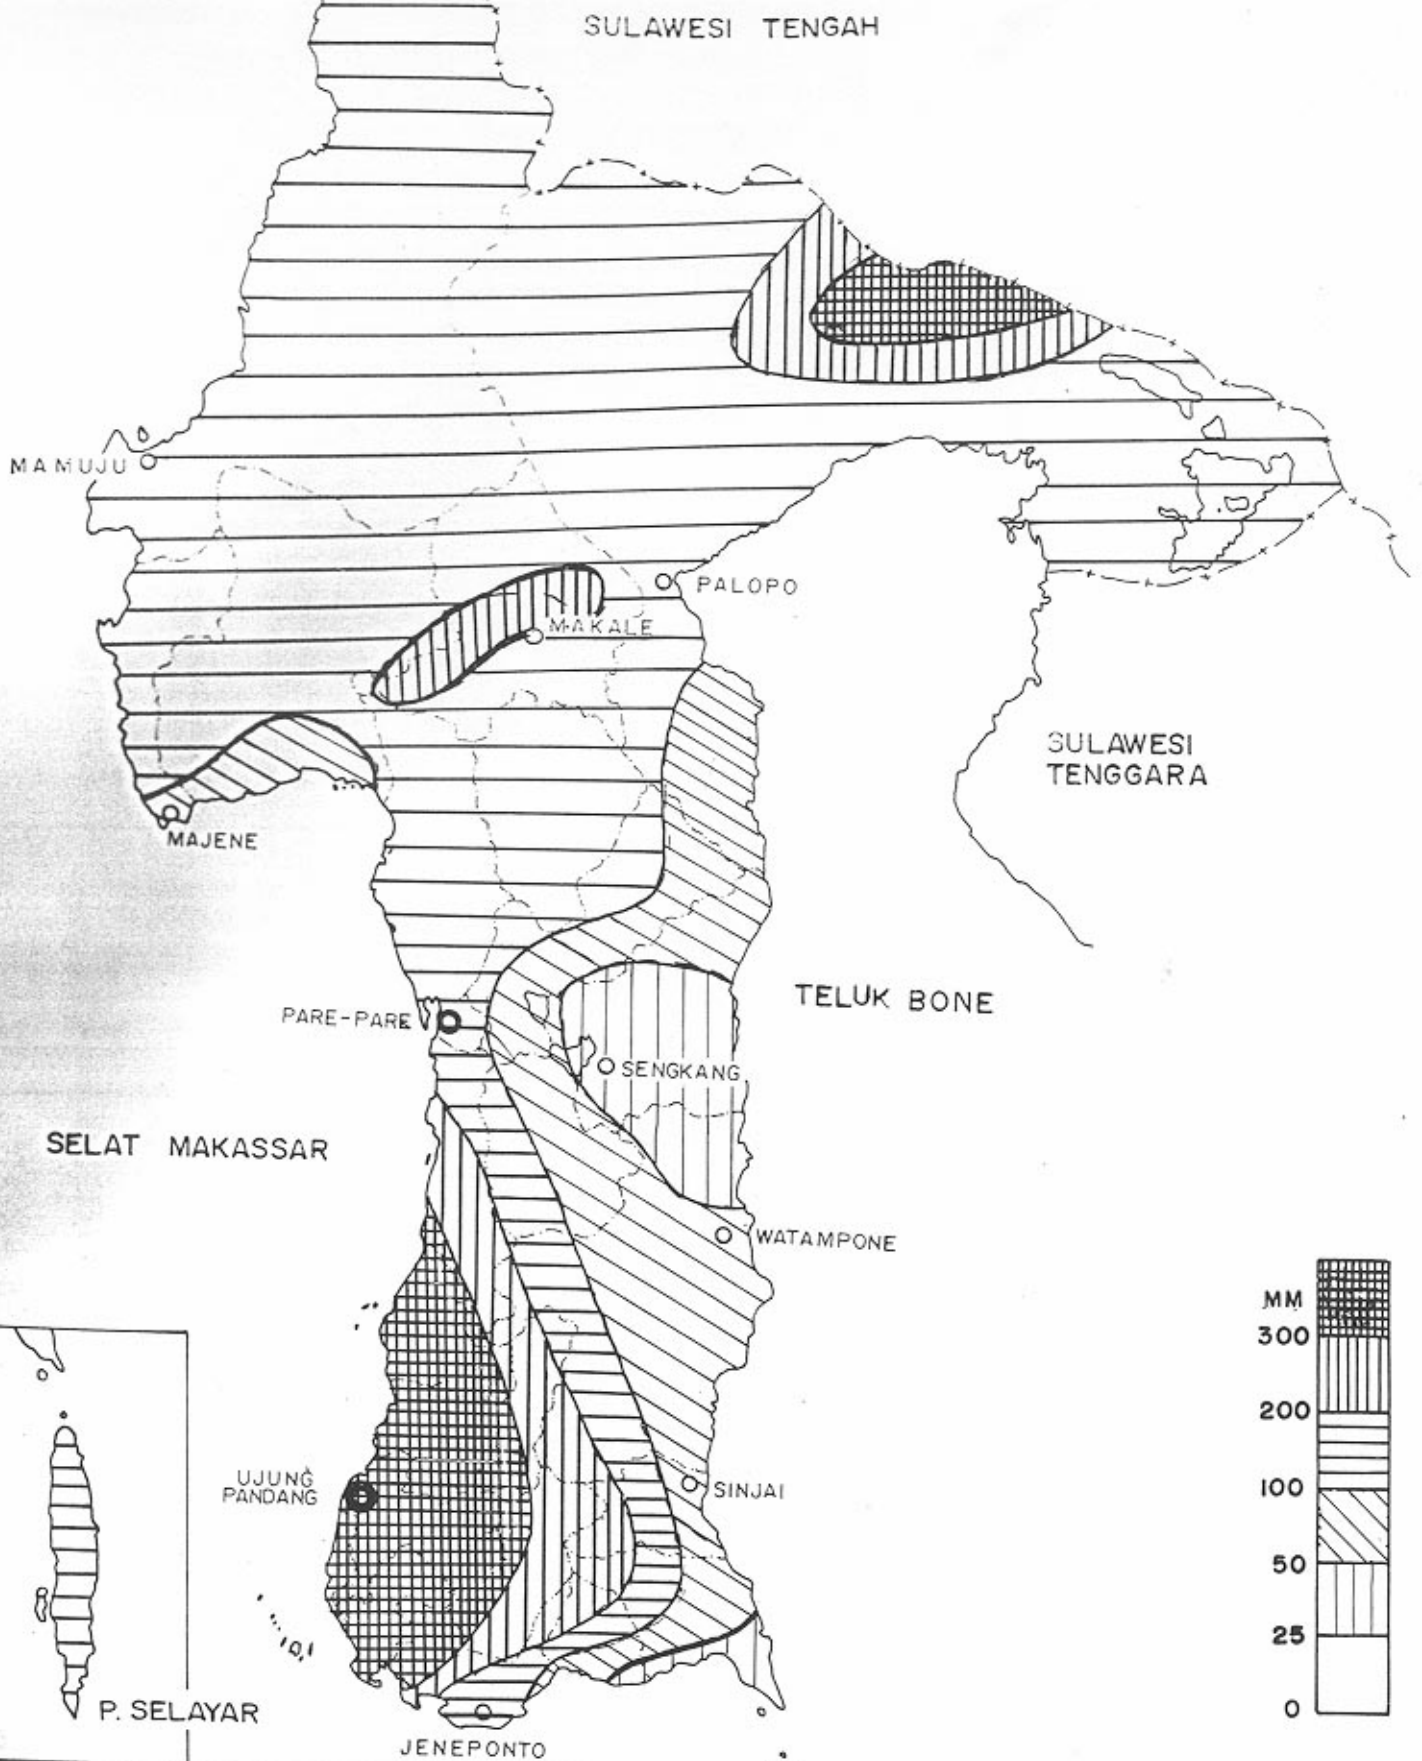 SULAWESI TENGAH
MAMUJU
PALOPO
MAKALE
SULAWESI
TENGGARA
MAJENE
TELUK BONE
PARE-PARE
SENGKANG
SELAT MAKASSAR
WATAMPONE
MM
300
200
100
50
25
0
UJUNG
PANDANG
SINJAI
P. SELAYAR
JENEPONTO